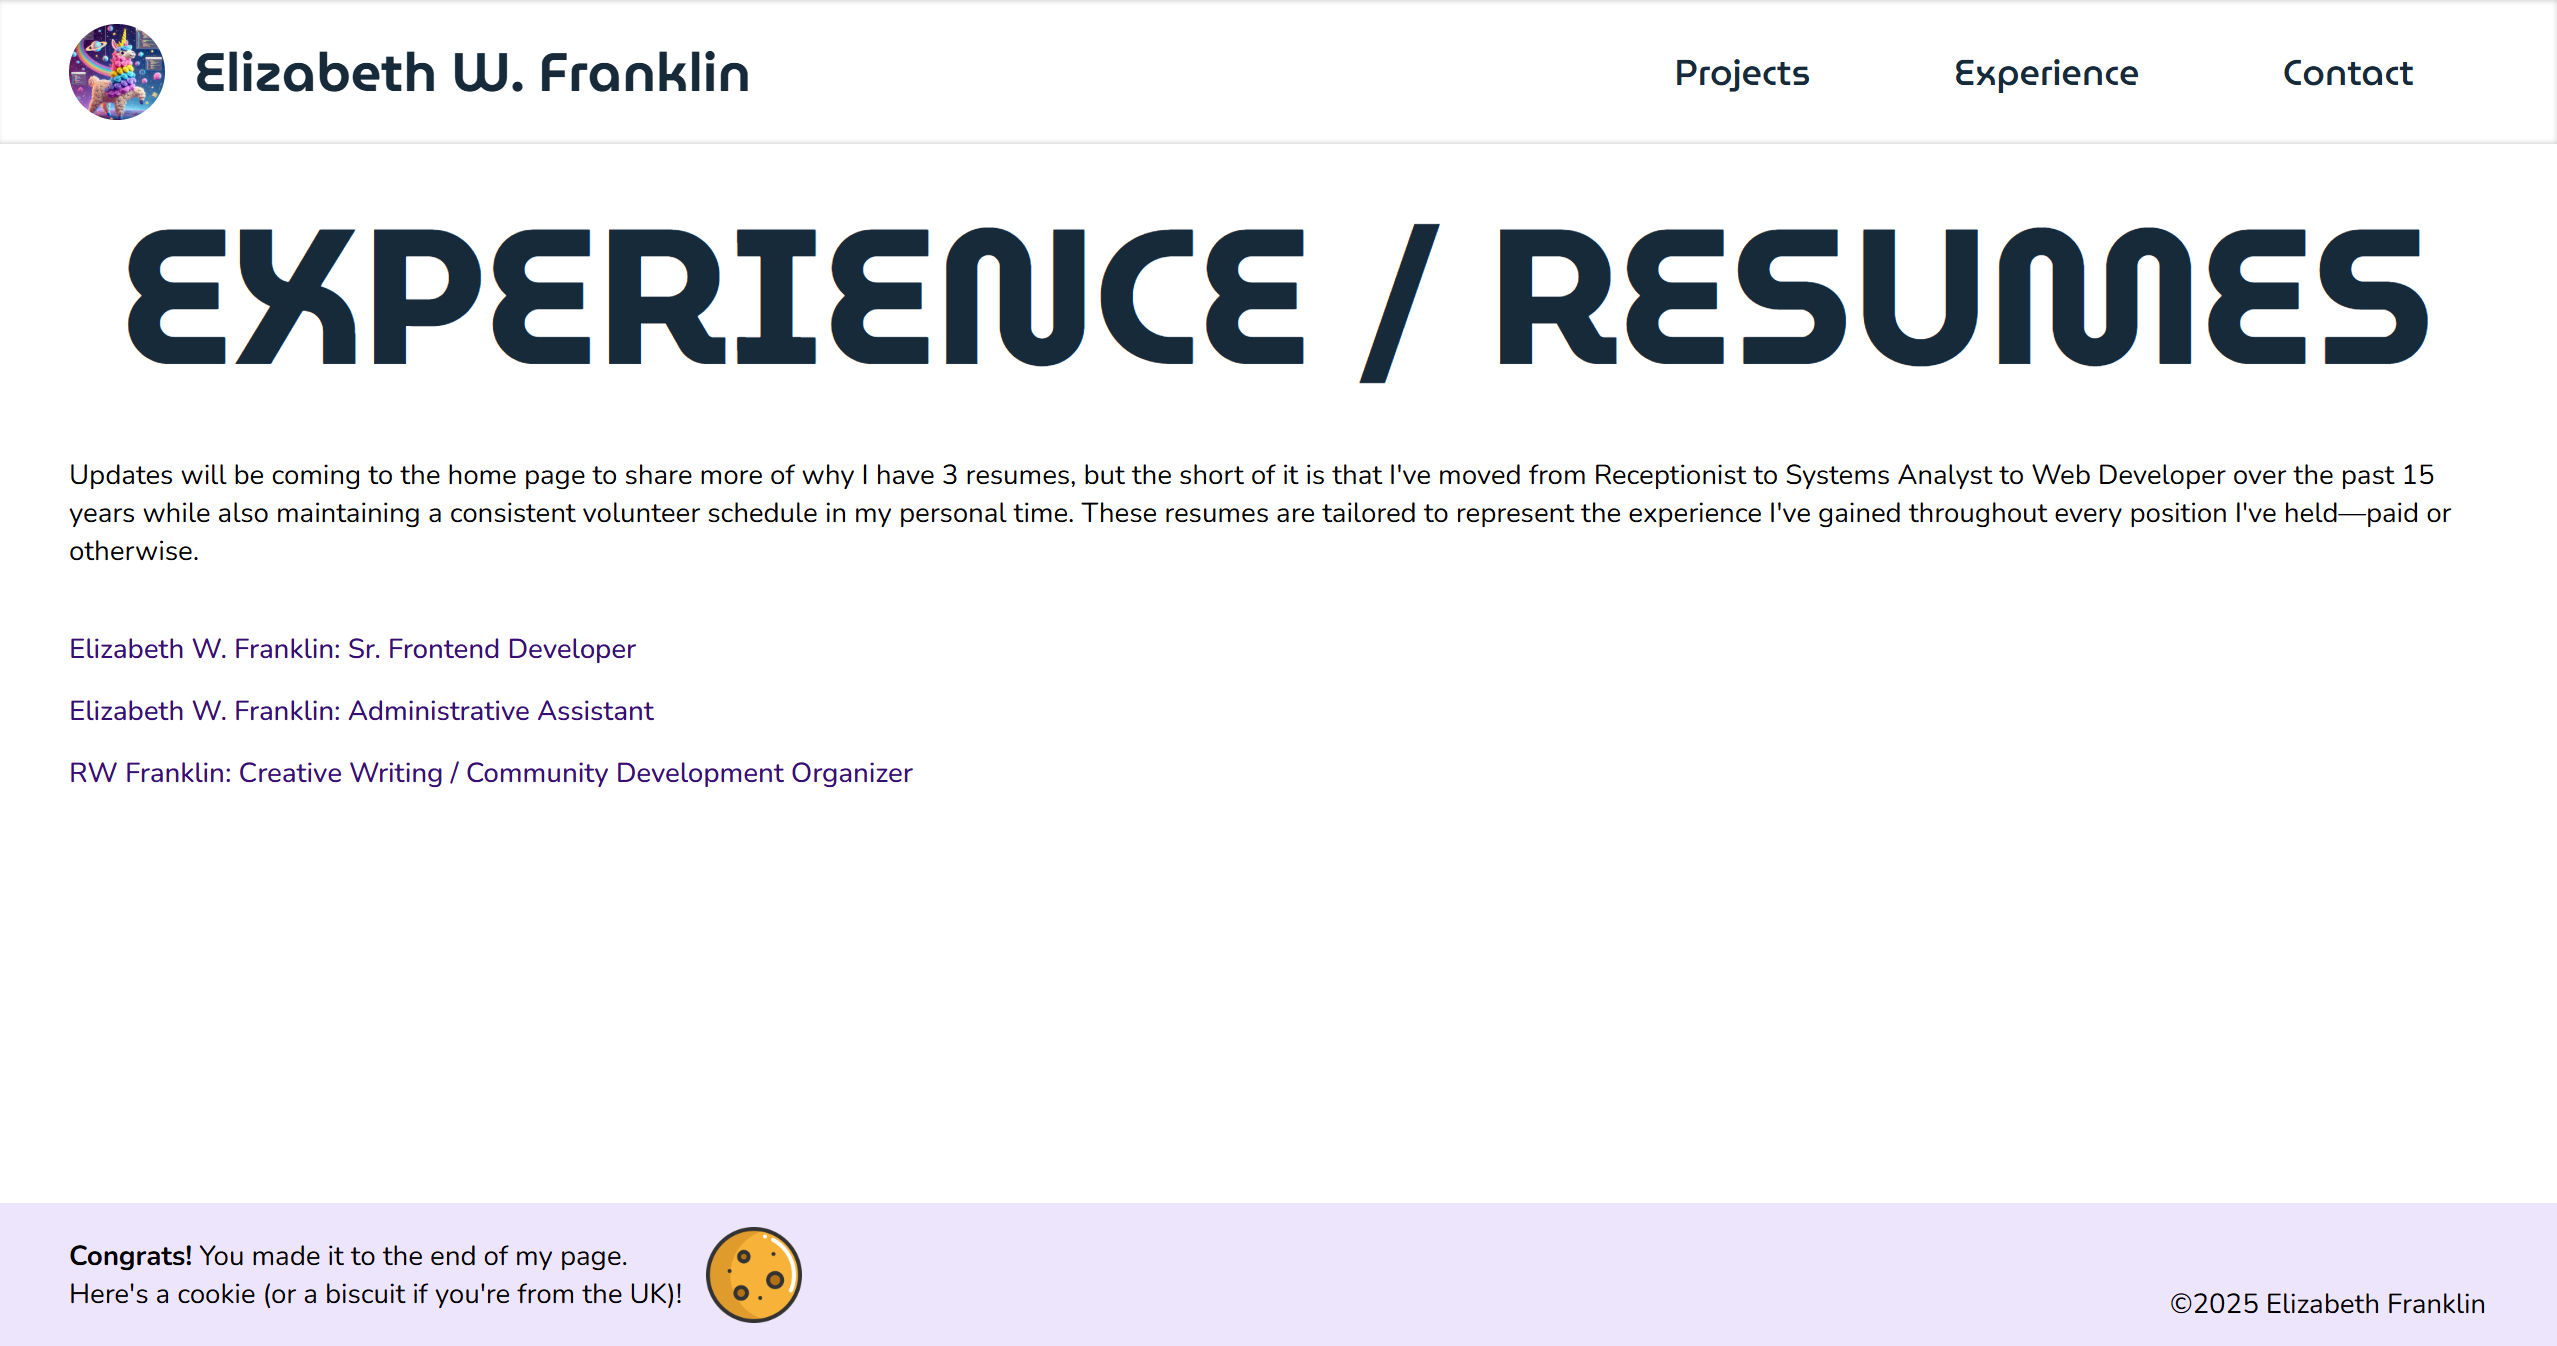 Elizabeth W. Franklin
Projects
Experience
Contact
EXPERIENCE / RESUMES
Updates will be coming to the home page to share more of why I have 3 resumes, but the short of it is that I've moved from Receptionist to Systems Analyst to Web Developer over the past 15
years while also maintaining a consistent volunteer schedule in my personal time. These resumes are tailored to represent the experience I've gained throughout every position I've held—paid or
otherwise.
Elizabeth W. Franklin: Sr. Frontend Developer
Elizabeth W. Franklin: Administrative Assistant
RW Franklin: Creative Writing / Community Development Organizer
Congrats! You made it to the end of my page.
Here's a cookie (or a biscuit if you're from the UK)!
©2025 Elizabeth Franklin